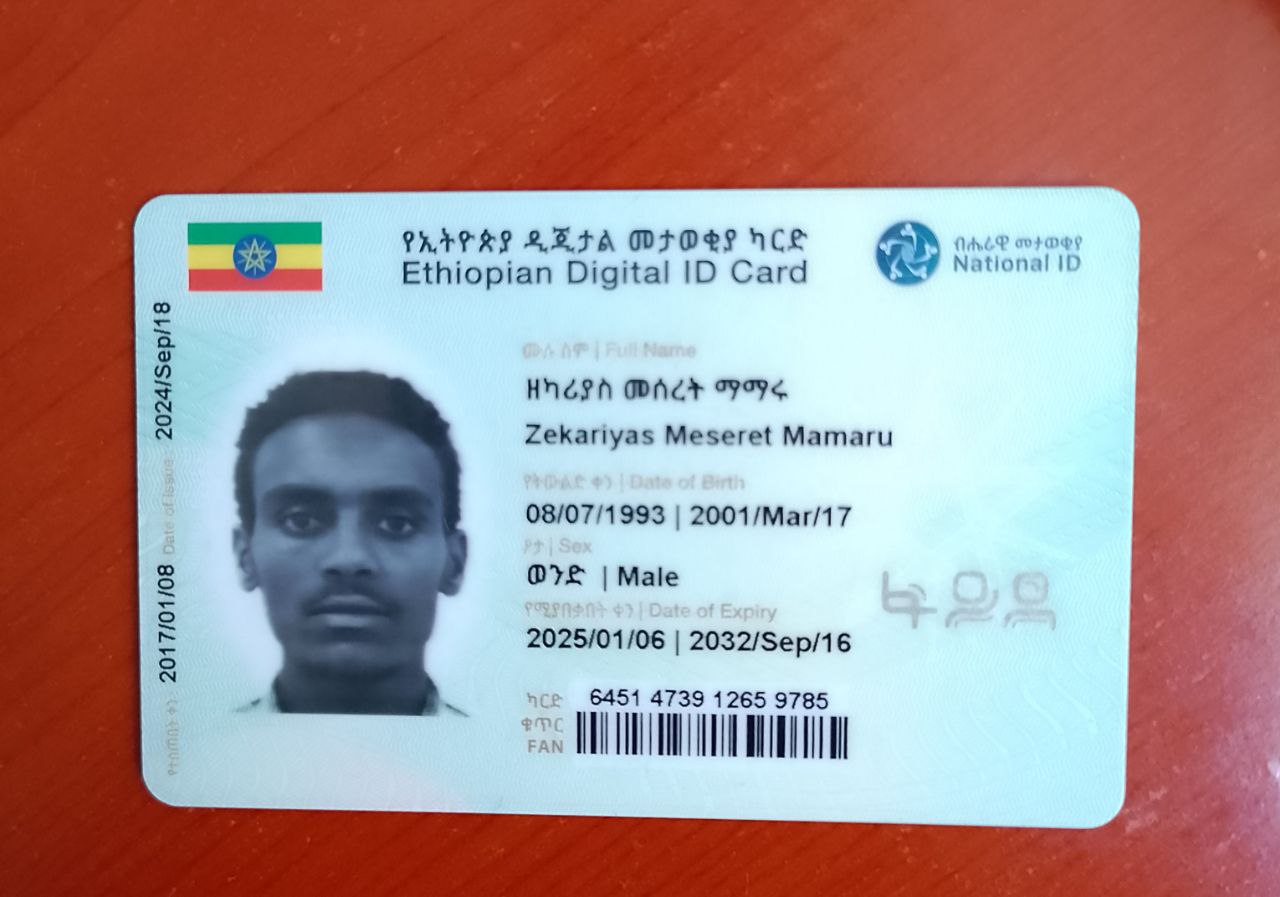 የኢትዮጵያ ዲጂታል መታወቂያ ካርድ
Ethiopian Digital ID Card
ብሔራዊ መታወቂያ
National ID
ሙሉ ስም | Full Name
ዘካሪያስ መሰረት ማማሩ
Zekariyas Meseret Mamaru
የትውልድ ቀን | Date of Birth
08/07/1993 | 2001/Mar/17
ፆታ | Sex
ወንድ | Male
የሚያበቃበት ቀን | Date of Expiry
2025/01/06 | 2032/Sep/16
ካርድ ቁጥር FAN
6451 4739 1265 9785
ፋይዳ
የተሰጠበት ቀን 2017/01/08 Date of Issue 2024/Sep/18